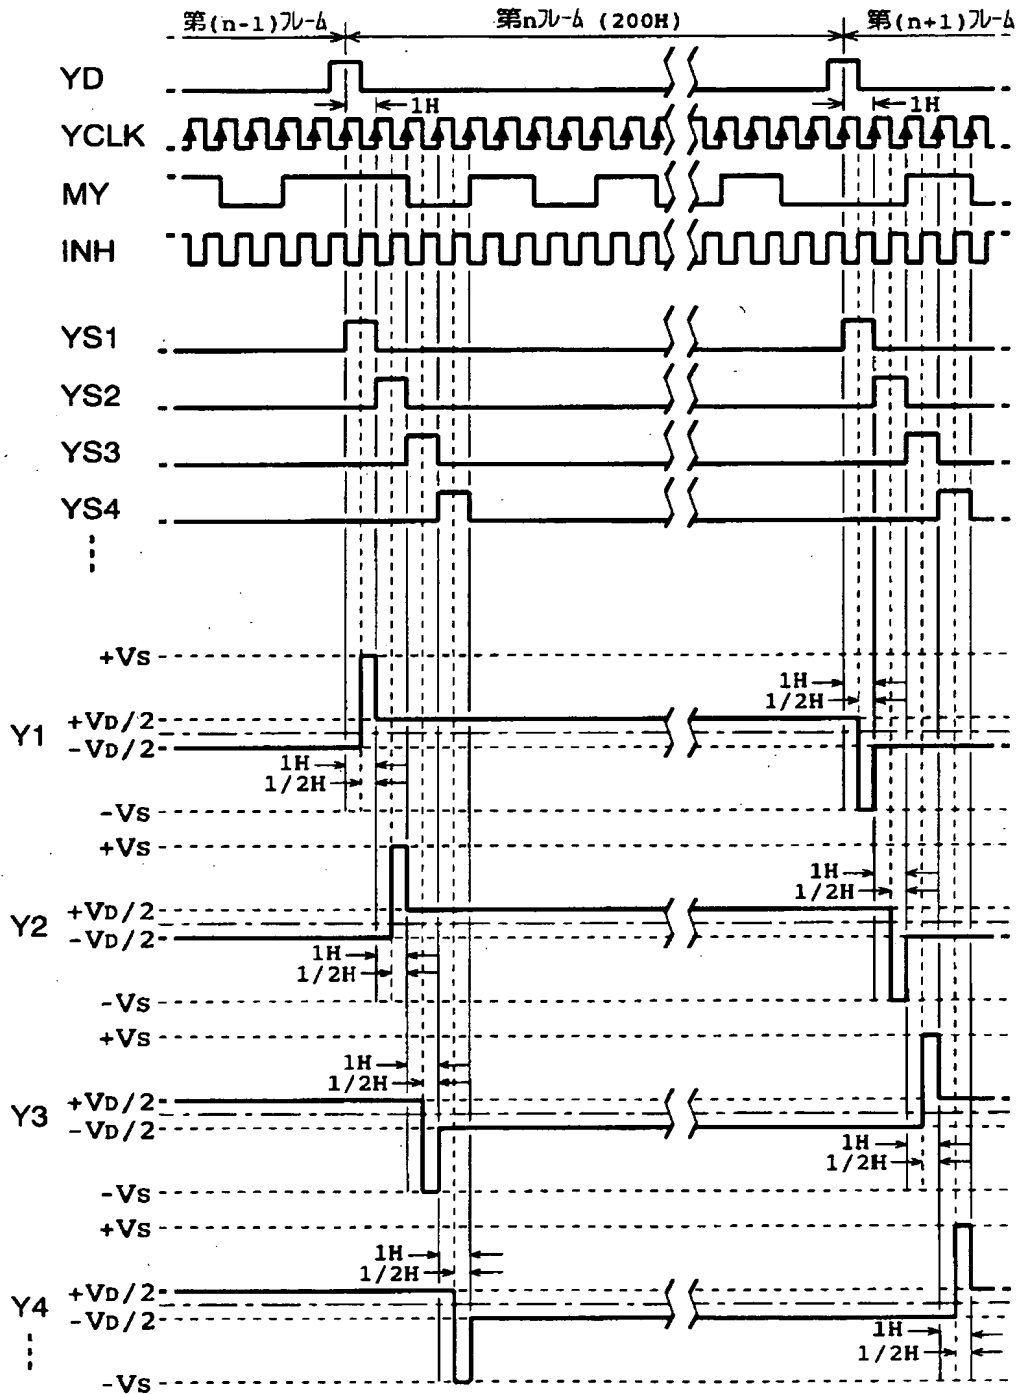 第(n-1)フレーム 第nフレーム (200H) 第(n+1)フレーム
YD
1H 1H
YCLK
MY
INH
YS1
YS2
YS3
YS4
+VS
1H
1/2H
Y1
+VD/2
-VD/2
1H
1/2H
-VS
+VS
1H
1/2H
Y2
+VD/2
-VD/2
1H
1/2H
-VS
+VS
1H
1/2H
Y3
+VD/2
-VD/2
1H
1/2H
-VS
+VS
1H
1/2H
Y4
+VD/2
-VD/2
1H
1/2H
-VS